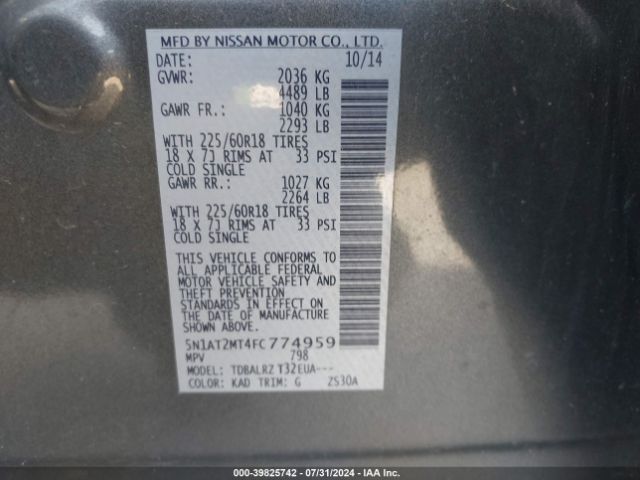 MFD BY NISSAN MOTOR CO., LTD.
DATE: 10/14
GVWR: 2036 KG
4489 LB
GAWR FR.: 1040 KG
2293 LB
WITH 225/60R18 TIRES
18 X 7J RIMS AT 33 PSI
COLD SINGLE
GAWR RR.: 1027 KG
2264 LB
WITH 225/60R18 TIRES
18 X 7J RIMS AT 33 PSI
COLD SINGLE
THIS VEHICLE CONFORMS TO
ALL APPLICABLE FEDERAL
MOTOR VEHICLE SAFETY AND
THEFT PREVENTION
STANDARDS IN EFFECT ON
THE DATE OF MANUFACTURE
SHOWN ABOVE.
5N1AT2MT4FC774959
MPV 798
MODEL: TDBALRZ T32EUA---
COLOR: KAD TRIM: G ZS30A
000-39825742 - 07/31/2024 - IAA Inc.